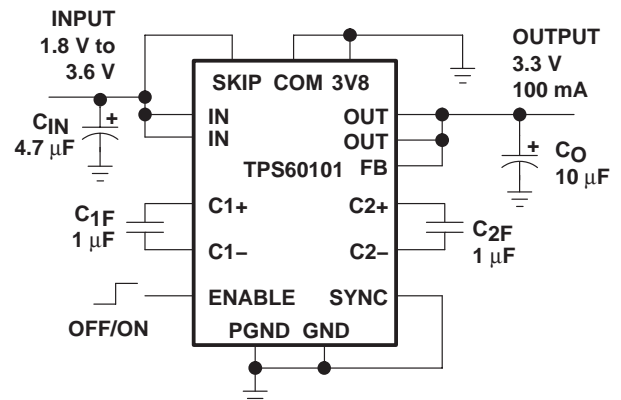 INPUT
1.8 V to
3.6 V
OUTPUT
3.3 V
100 mA
SKIP COM 3V8
IN
IN
OUT
OUT
TPS60101 FB
CIN
4.7 µF
+
+
CO
10 µF
C1F
1 µF
C1+
C1−
C2+
C2−
C2F
1 µF
ENABLE SYNC
OFF/ON
PGND GND